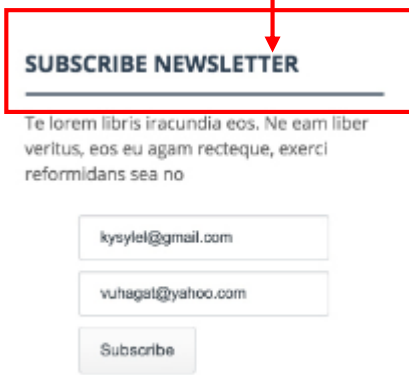 SUBSCRIBE NEWSLETTER
Te lorem libris iracundia eos. Ne eam liber
veritus, eos eu agam recteque, exerci
reformidans sea no
kysylel@gmail.com
vuhagat@yahoo.com
Subscribe